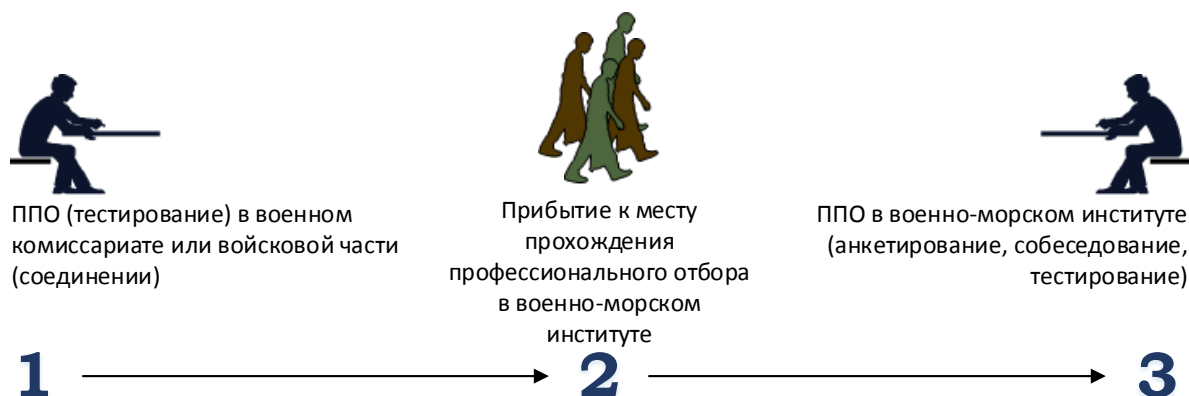 ППО (тестирование) в военном
комиссариате или войсковой части
(соединении)
Прибытие к месту
прохождения
профессионального отбора
в военно-морском
институте
ППО в военно-морском институте
(анкетирование, собеседование,
тестирование)
1 2 3